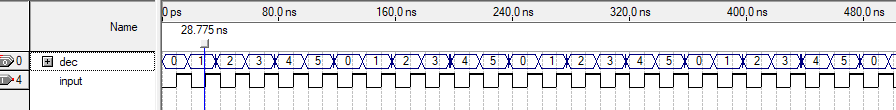 0 ps 80.0 ns 160.0 ns 240.0 ns 320.0 ns 400.0 ns 480.0 ns
Name
28.775 ns
0 dec 0 1 2 3 4 5 0 1 2 3 4 5 0 1 2 3 4 5 0 1 2 3 4 5 0
4 input